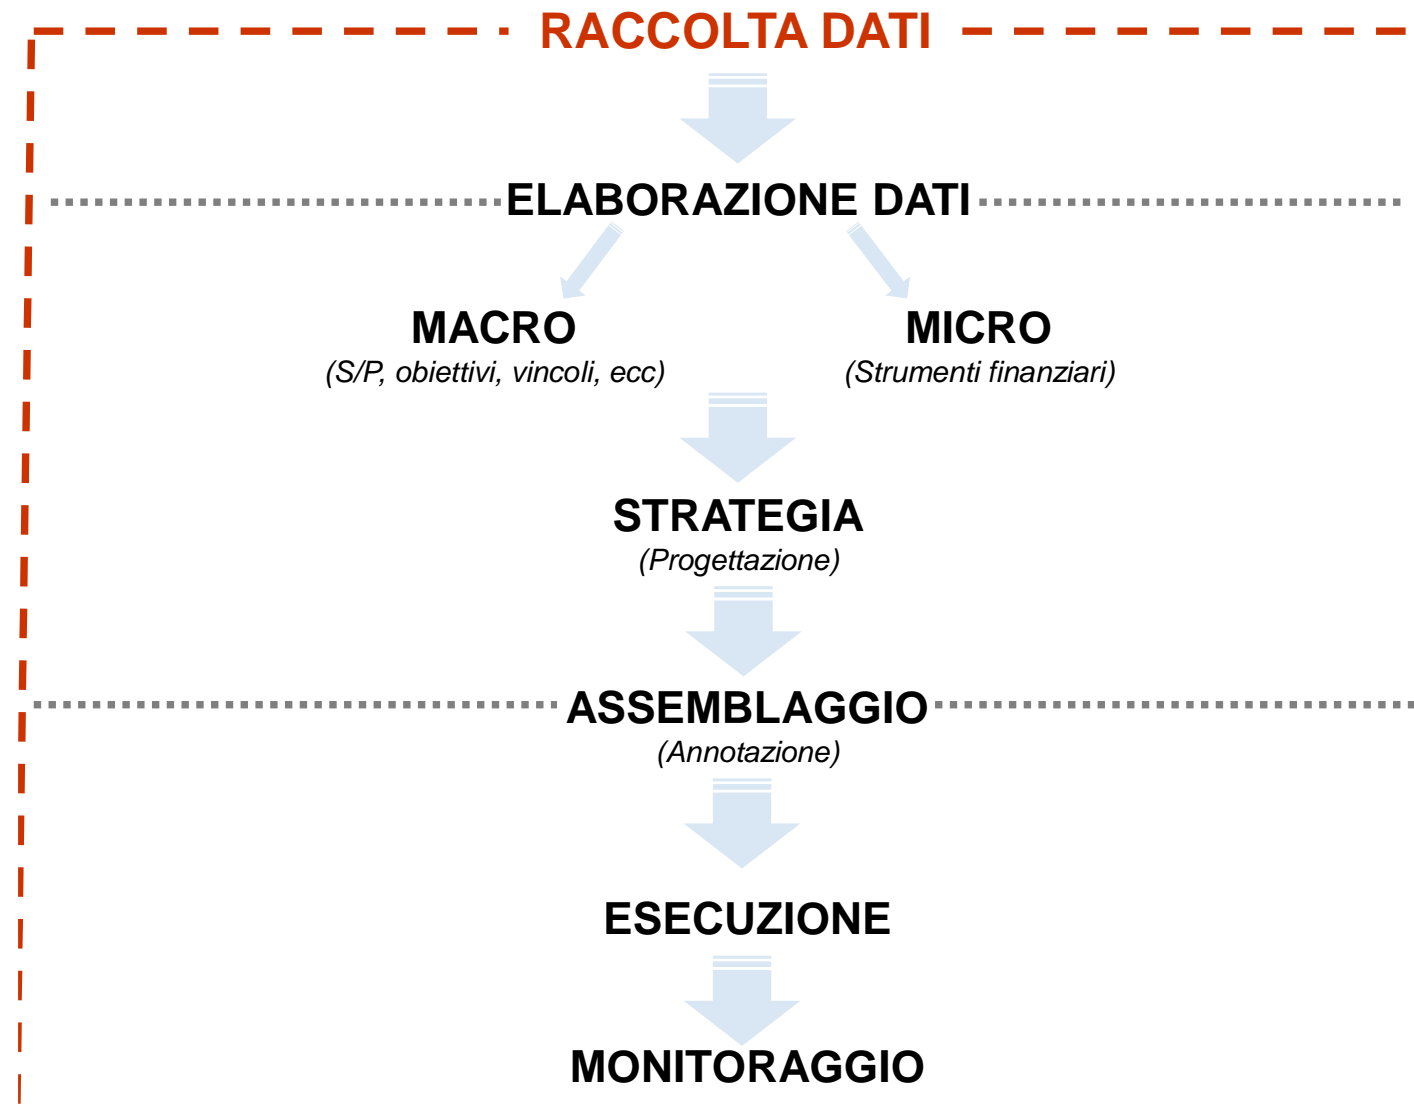 RACCOLTA DATI
ELABORAZIONE DATI
MACRO
(S/P, obiettivi, vincoli, ecc)
MICRO
(Strumenti finanziari)
STRATEGIA
(Progettazione)
ASSEMBLAGGIO
(Annotazione)
ESECUZIONE
MONITORAGGIO